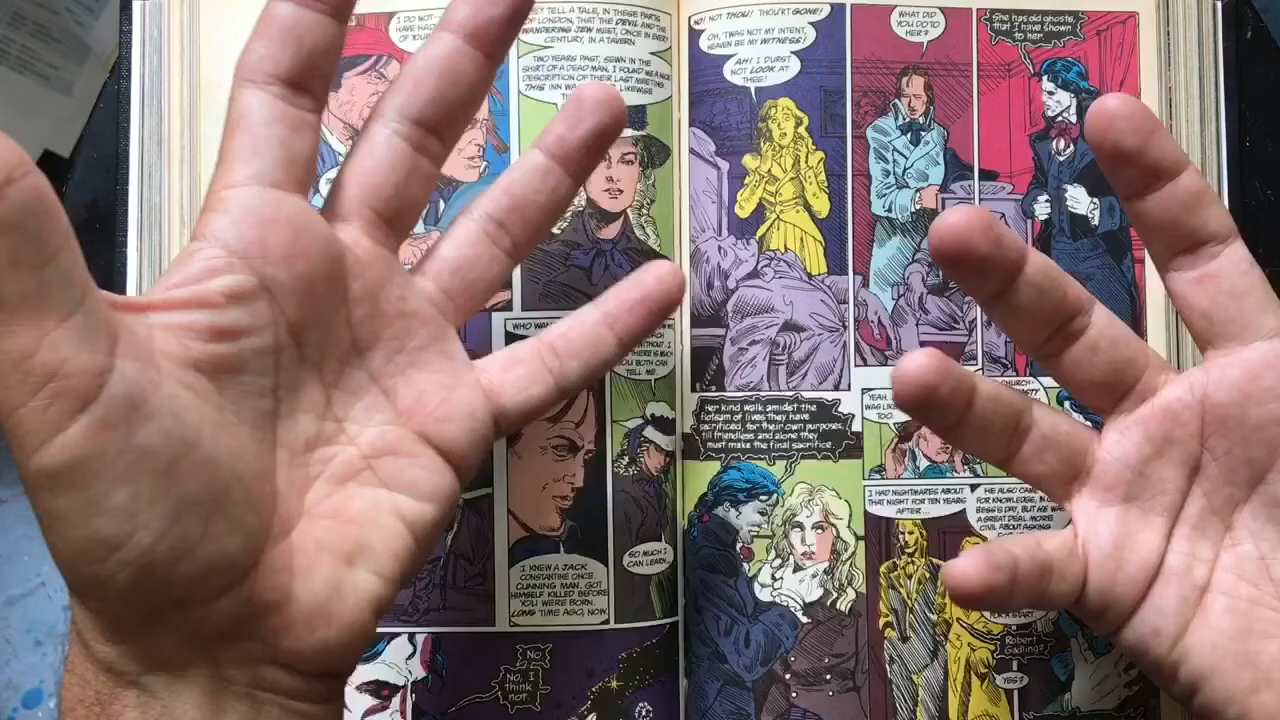 I DO NOT—
HAVE HAD
OF YOUR
TELL A TALE, IN THESE PARTS
OF LONDON, THAT THE DEVIL AND THE
WANDERING JEW MEET, ONCE IN EVERY
CENTURY, IN A TAVERN.
TWO YEARS PAST, SEWN IN THE
SHIRT OF A DEAD MAN, I FOUND ME A
DESCRIPTION OF THEIR LAST MEETING.
THIS INN WA LIKEWISE
WHO WAN
WITHOUT. I
THERE IS MUCH
YOU BOTH CAN
TELL ME.
I KNEW A JACK
CONSTANTINE ONCE.
CUNNING MAN. GOT
HIMSELF KILLED BEFORE
YOU WERE BORN.
LONG TIME AGO, NOW.
SO MUCH I
CAN LEARN...
No.
No, I
think
not.
NO! NOT THOU! THOU'RT GONE!
OH, 'TWAS NOT MY INTENT,
HEAVEN BE MY WITNESS!
AH! I DURST
NOT LOOK AT
THEE!
WHAT DID
YOU DO TO
HER?
She has old ghosts,
that I have shown
to her.
Her kind walk amidst the
flotsam of lives they have
sacrificed, for their own purposes,
till friendless and alone they
must make the final sacrifice.
YEAH.
WAS LIKE
TOO.
CHURCH-
I HAD NIGHTMARES ABOUT
THAT NIGHT FOR TEN YEARS
AFTER...
HE ALSO CAME
FOR KNOWLEDGE, IN
BESS'S DAY, BUT HE WAS
A GREAT DEAL MORE
CIVIL ABOUT ASKING
Robert
Gadling?
YES?